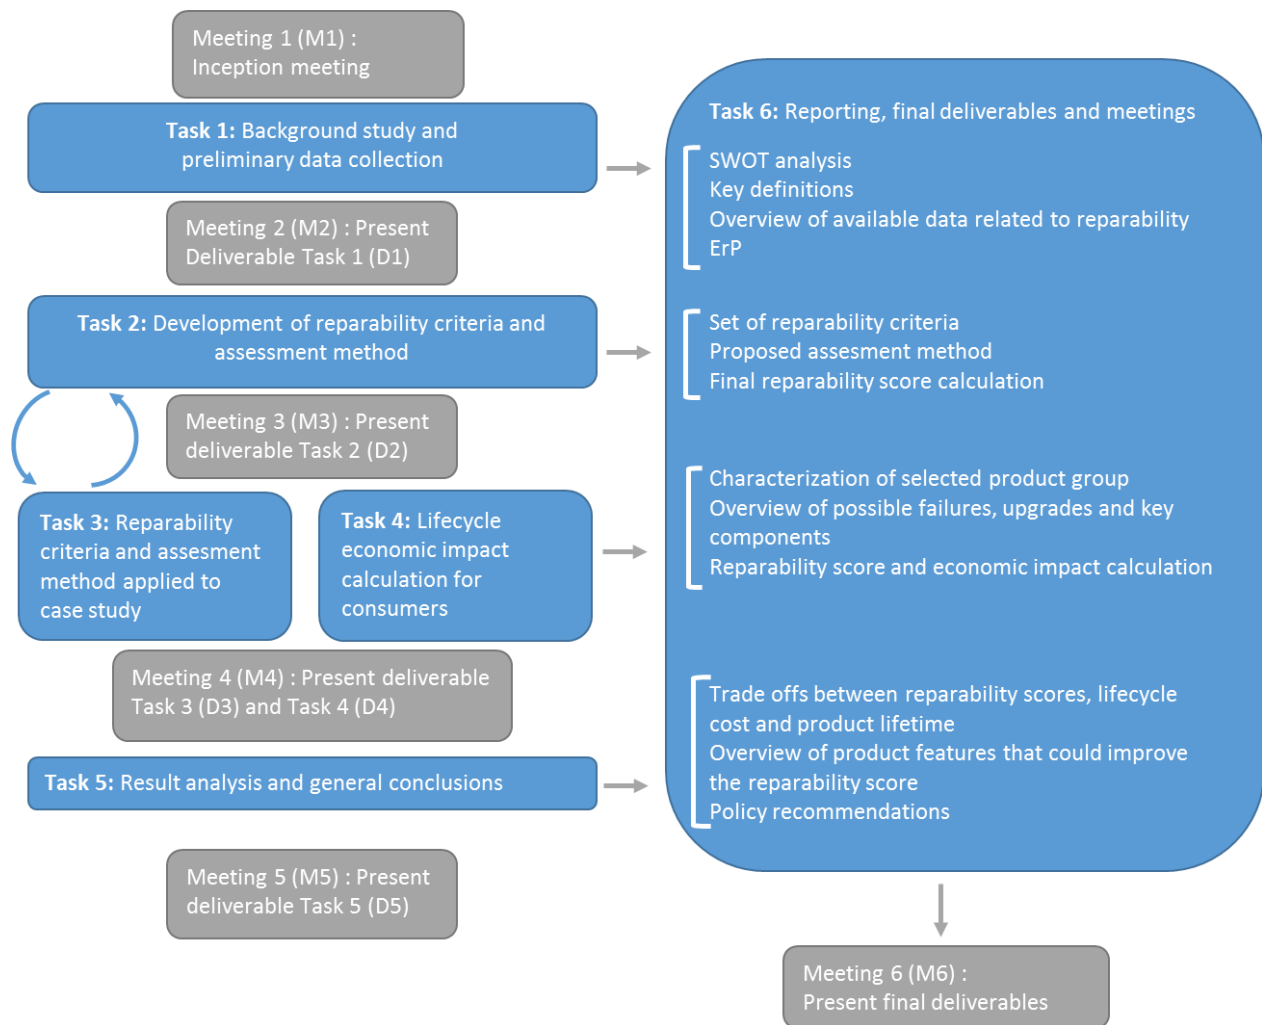 Meeting 1 (M1) :
Inception meeting
Task 1: Background study and
preliminary data collection
Meeting 2 (M2) : Present
Deliverable Task 1 (D1)
Task 2: Development of reparability criteria and
assessment method
Meeting 3 (M3) : Present
deliverable Task 2 (D2)
Task 3: Reparability
criteria and assesment
method applied to
case study
Task 4: Lifecycle
economic impact
calculation for
consumers
Meeting 4 (M4) : Present deliverable
Task 3 (D3) and Task 4 (D4)
Task 5: Result analysis and general conclusions
Meeting 5 (M5) : Present
deliverable Task 5 (D5)
Task 6: Reporting, final deliverables and meetings
SWOT analysis
Key definitions
Overview of available data related to reparability
ErP
Set of reparability criteria
Proposed assesment method
Final reparability score calculation
Characterization of selected product group
Overview of possible failures, upgrades and key
components
Reparability score and economic impact calculation
Trade offs between reparability scores, lifecycle
cost and product lifetime
Overview of product features that could improve
the reparability score
Policy recommendations
Meeting 6 (M6) :
Present final deliverables